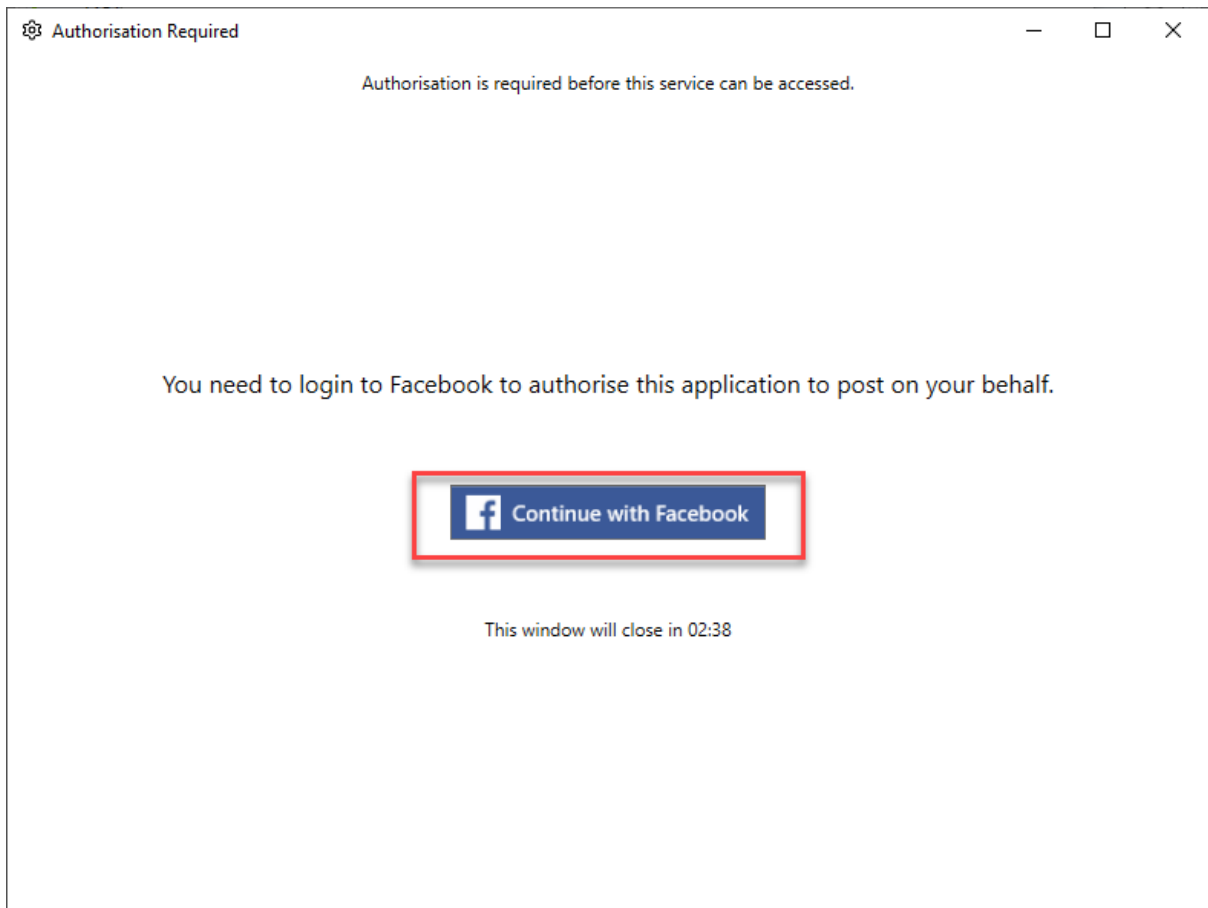 Authorisation Required
Authorisation is required before this service can be accessed.
You need to login to Facebook to authorise this application to post on your behalf.
f Continue with Facebook
This window will close in 02:38